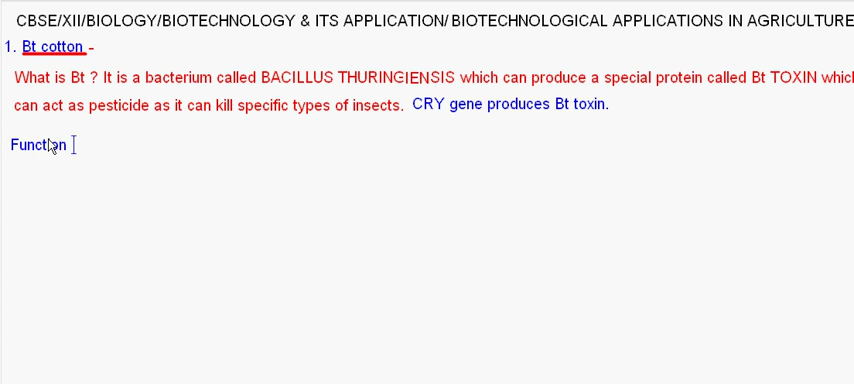 CBSE/XII/BIOLOGY/BIOTECHNOLOGY & ITS APPLICATION/BIOTECHNOLOGICAL APPLICATIONS IN AGRICULTURE
1. Bt cotton -
What is Bt ? It is a bacterium called BACILLUS THURINGIENSIS which can produce a special protein called Bt TOXIN which
can act as pesticide as it can kill specific types of insects. CRY gene produces Bt toxin.
Function